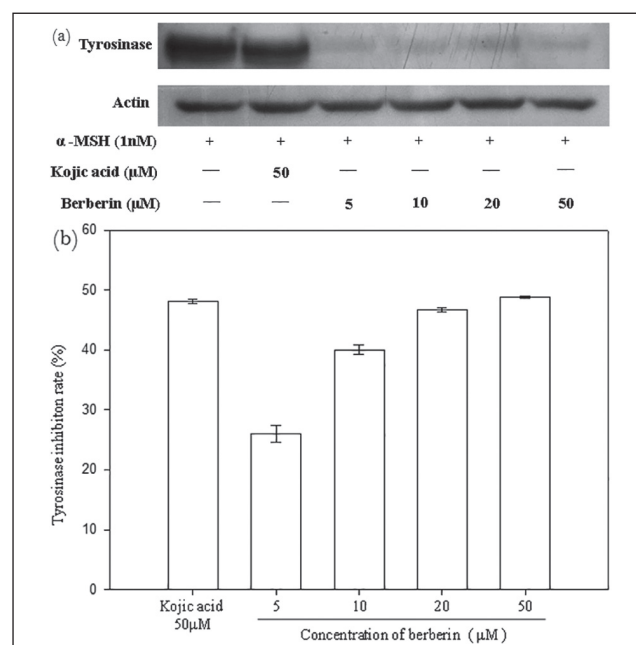 (a)
Tyrosinase
Actin
α-MSH (1nM) + + + + + +
Kojic acid (μM) — 50 — — — —
Berberin (μM) — — 5 10 20 50
(b)
60
50
40
30
20
10
0
Tyrosinase inhibiton rate (%)
Kojic acid 5 10 20 50
50μM
Concentration of berberin ( μM )